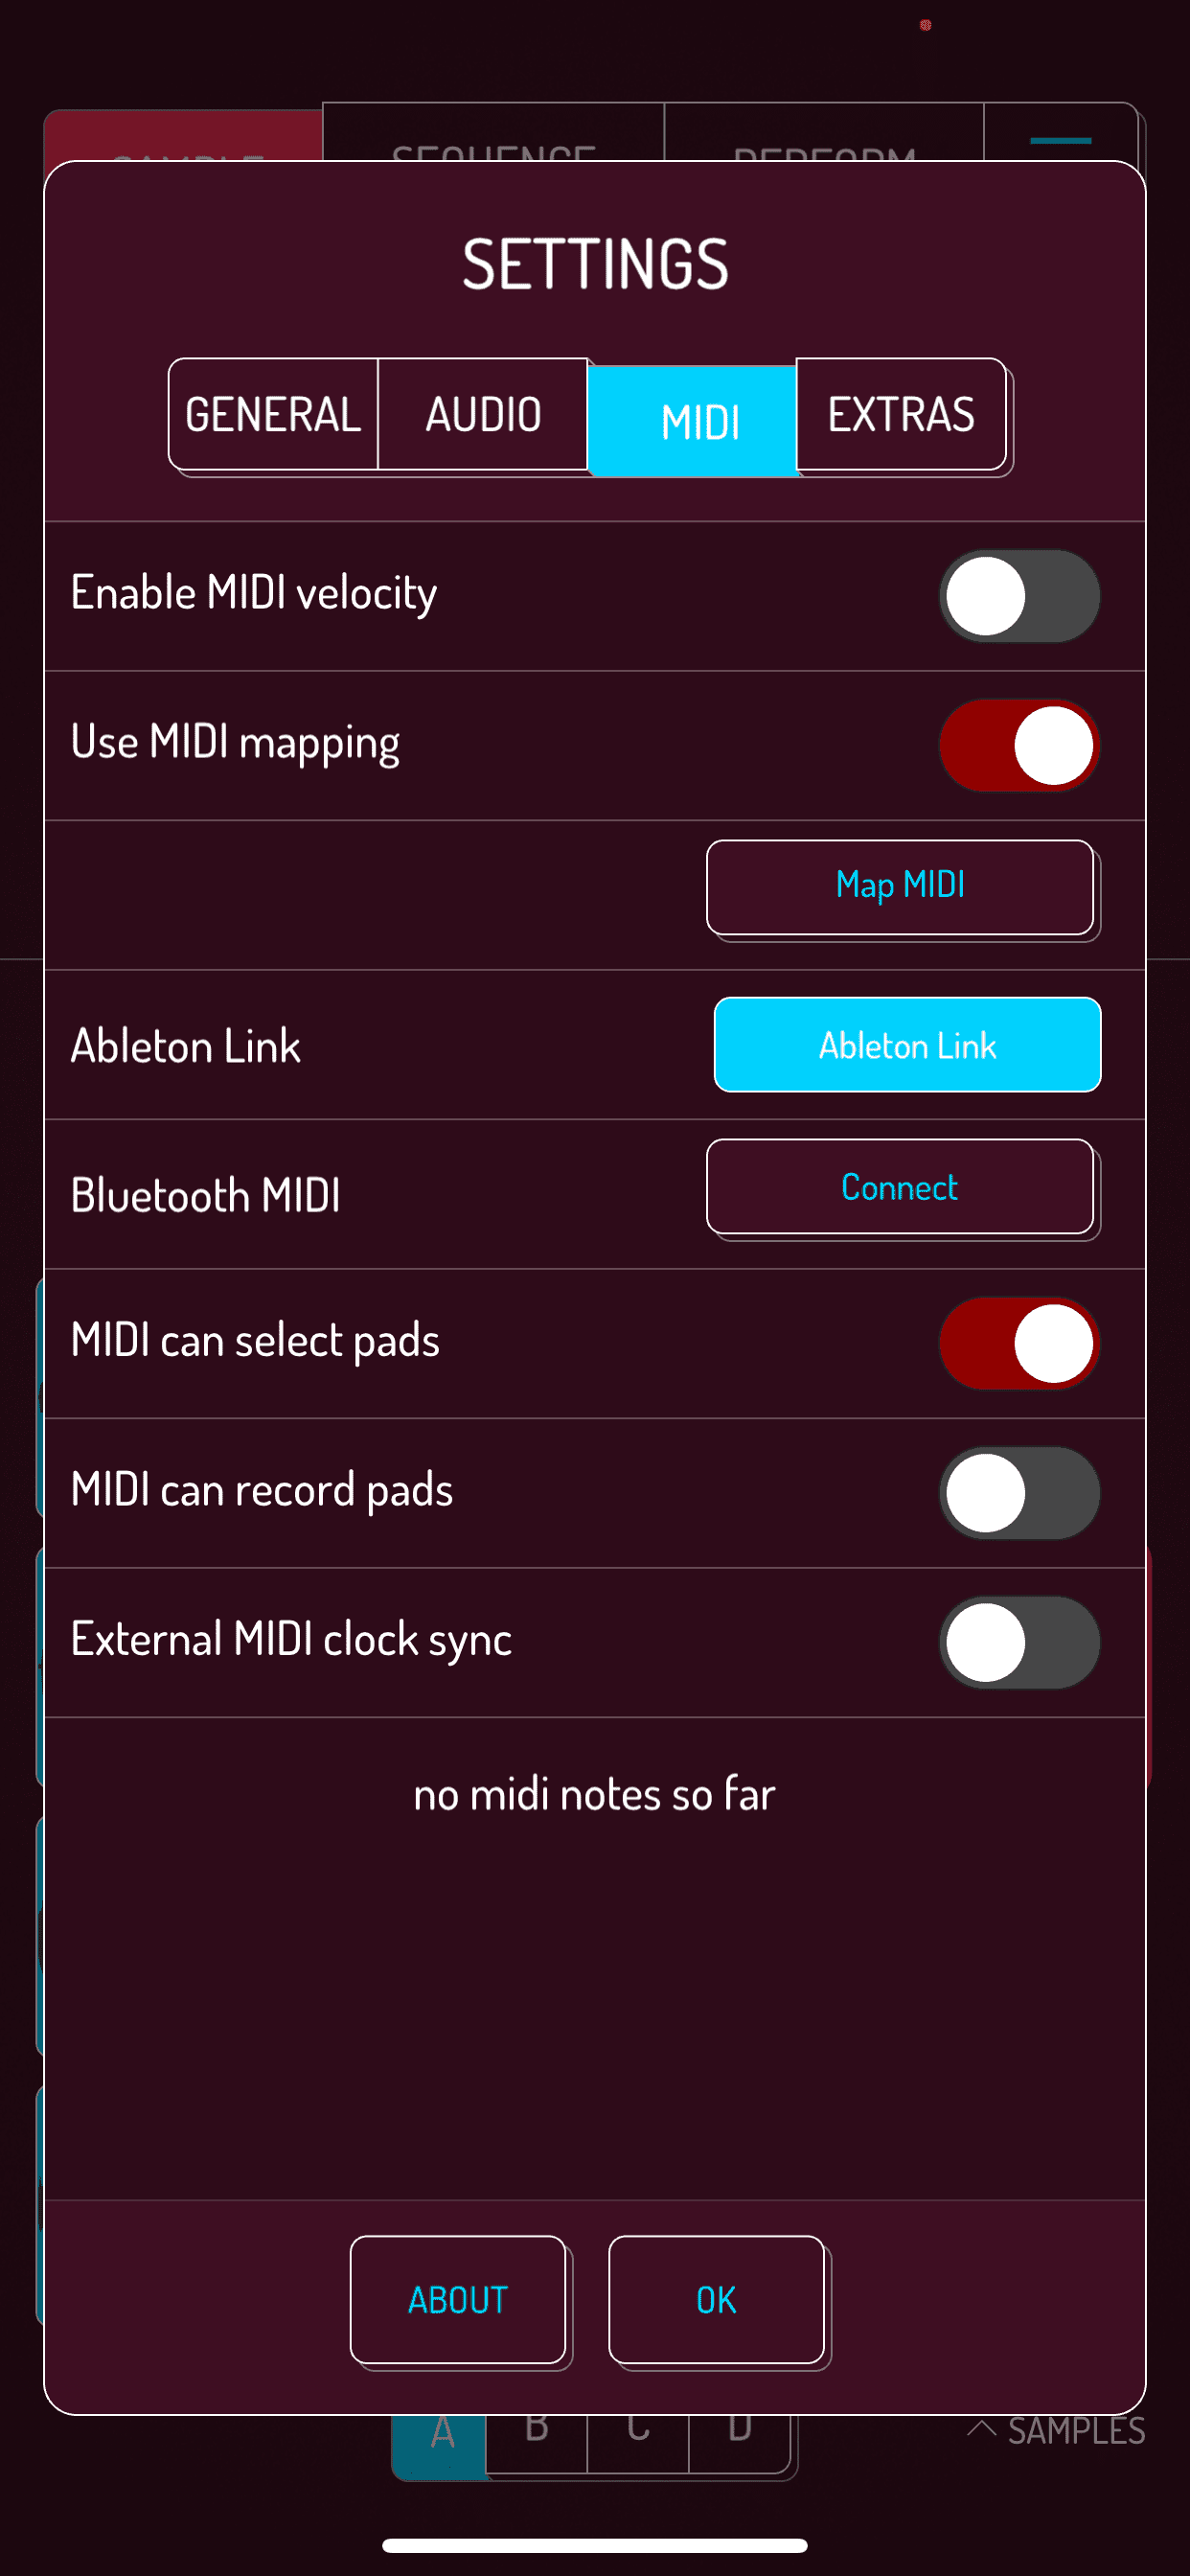 SAMPLE SEQUENCE PERFORM
SETTINGS
GENERAL AUDIO MIDI EXTRAS
Enable MIDI velocity
Use MIDI mapping
Map MIDI
Ableton Link Ableton Link
Bluetooth MIDI Connect
MIDI can select pads
MIDI can record pads
External MIDI clock sync
no midi notes so far
ABOUT OK
A B C D SAMPLES